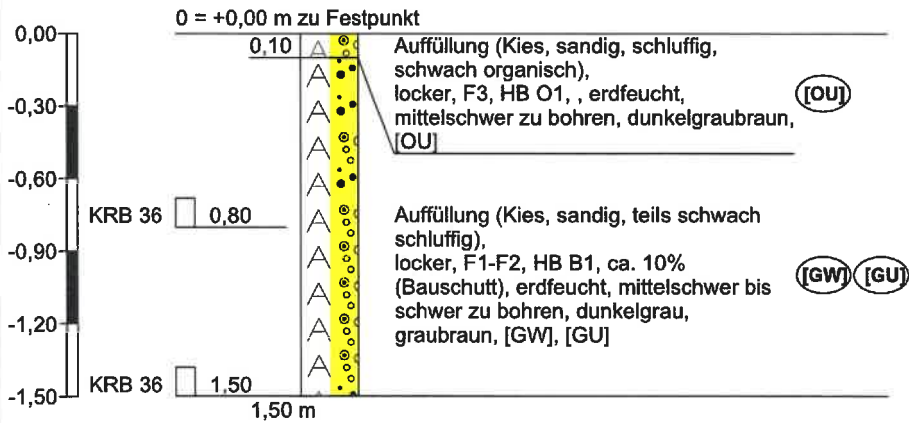 0 = +0,00 m zu Festpunkt
0,00
0,10
Auffüllung (Kies, sandig, schluffig,
schwach organisch),
locker, F3, HB O1, , erdfeucht,
mittelschwer zu bohren, dunkelgraubraun,
[OU]
[OU]
-0,30
-0,60
KRB 36
0,80
-0,90
Auffüllung (Kies, sandig, teils schwach
schluffig),
locker, F1-F2, HB B1, ca. 10%
(Bauschutt), erdfeucht, mittelschwer bis
schwer zu bohren, dunkelgrau,
graubraun, [GW], [GU]
[GW] [GU]
-1,20
KRB 36
1,50
-1,50
1,50 m